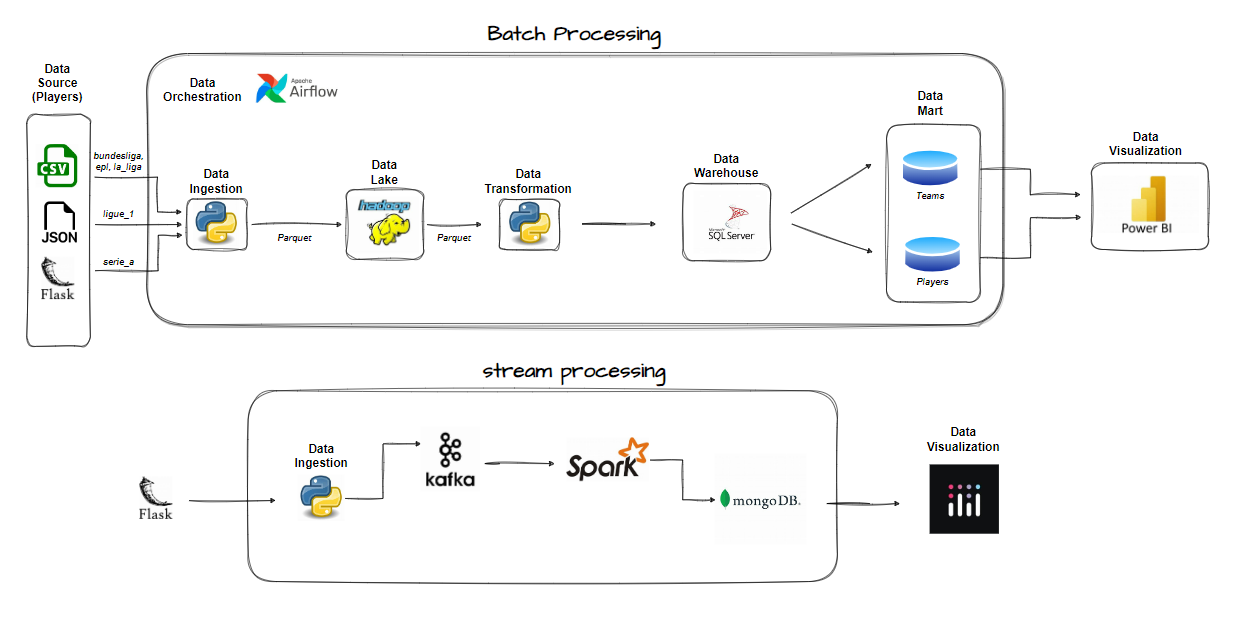 Batch Processing
Data
Source
(Players)
Data
Orchestration
Apache
Airflow
CSV
JSON
Flask
bundesliga,
epl, la_liga
ligue_1
serie_a
Data
Ingestion
Parquet
Data
Lake
hadoop
Parquet
Data
Transformation
Data
Warehouse
Microsoft
SQL Server
Data
Mart
Teams
Players
Data
Visualization
Power BI
stream processing
Flask
Data
Ingestion
kafka
Spark
mongoDB.
Data
Visualization